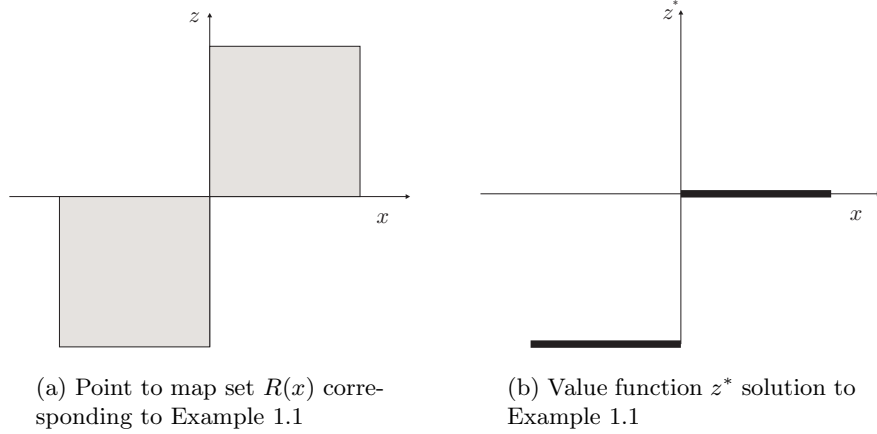 z
x
(a) Point to map set R(x) corre-
sponding to Example 1.1
z*
x
(b) Value function z* solution to
Example 1.1